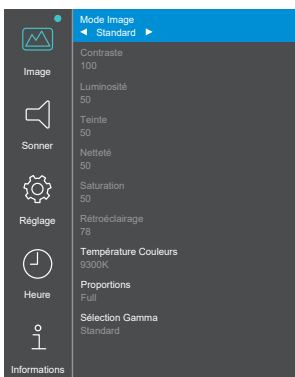 Image
Sonner
Réglage
Heure
Informations
Mode Image
◄ Standard ►
Contraste
100
Luminosité
50
Teinte
50
Netteté
50
Saturation
50
Rétroéclairage
78
Température Couleurs
9300K
Proportions
Full
Sélection Gamma
Standard